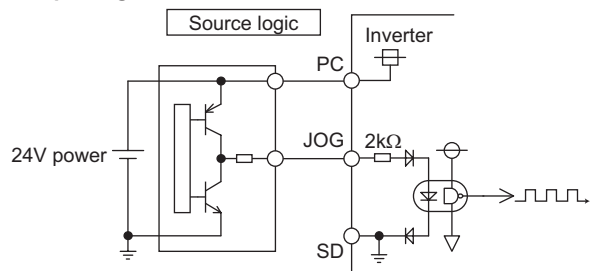 Source logic
Inverter
PC
JOG
2kΩ
24V power
SD